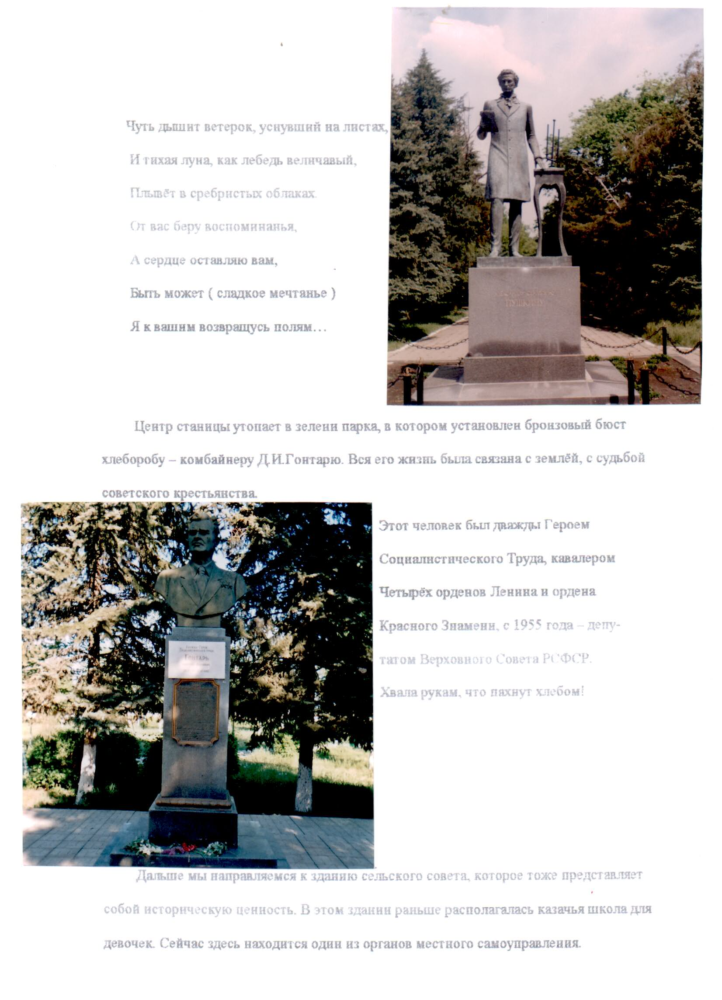 Чуть дышит ветерок, уснувший на листах,
И тихая луна, как лебедь величавый,
Плывёт в сребристых облаках.
От вас беру воспоминанья,
А сердце оставляю вам,
Быть может ( сладкое мечтанье )
Я к вашим возвращусь полям…
ПУШКИНУ
Центр станицы утопает в зелени парка, в котором установлен бронзовый бюст
хлеборобу – комбайнеру Д.И.Гонтарю. Вся его жизнь была связана с землёй, с судьбой
советского крестьянства.
Этот человек был дважды Героем
Социалистического Труда, кавалером
Четырёх орденов Ленина и ордена
Красного Знамени, с 1955 года – депу-
татом Верховного Совета РСФСР.
Хвала рукам, что пахнут хлебом!
Дважды Герой
Социалистического труда
ГОНТАРЬ
Дальше мы направляемся к зданию сельского совета, которое тоже представляет
собой историческую ценность. В этом здании раньше располагалась казачья школа для
девочек. Сейчас здесь находится один из органов местного самоуправления.